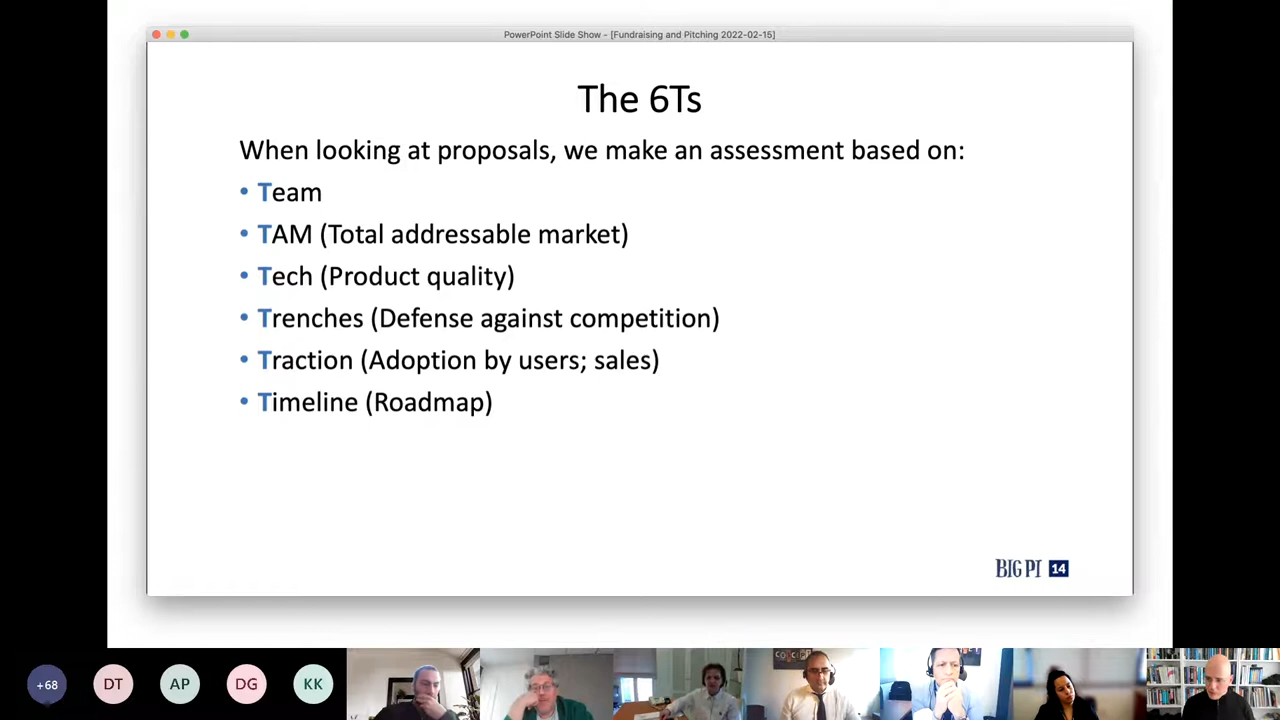 PowerPoint Slide Show - [Fundraising and Pitching 2022-02-15]
The 6Ts
When looking at proposals, we make an assessment based on:
• Team
• TAM (Total addressable market)
• Tech (Product quality)
• Trenches (Defense against competition)
• Traction (Adoption by users; sales)
• Timeline (Roadmap)
BIG PI 14
+68 DT AP DG KK